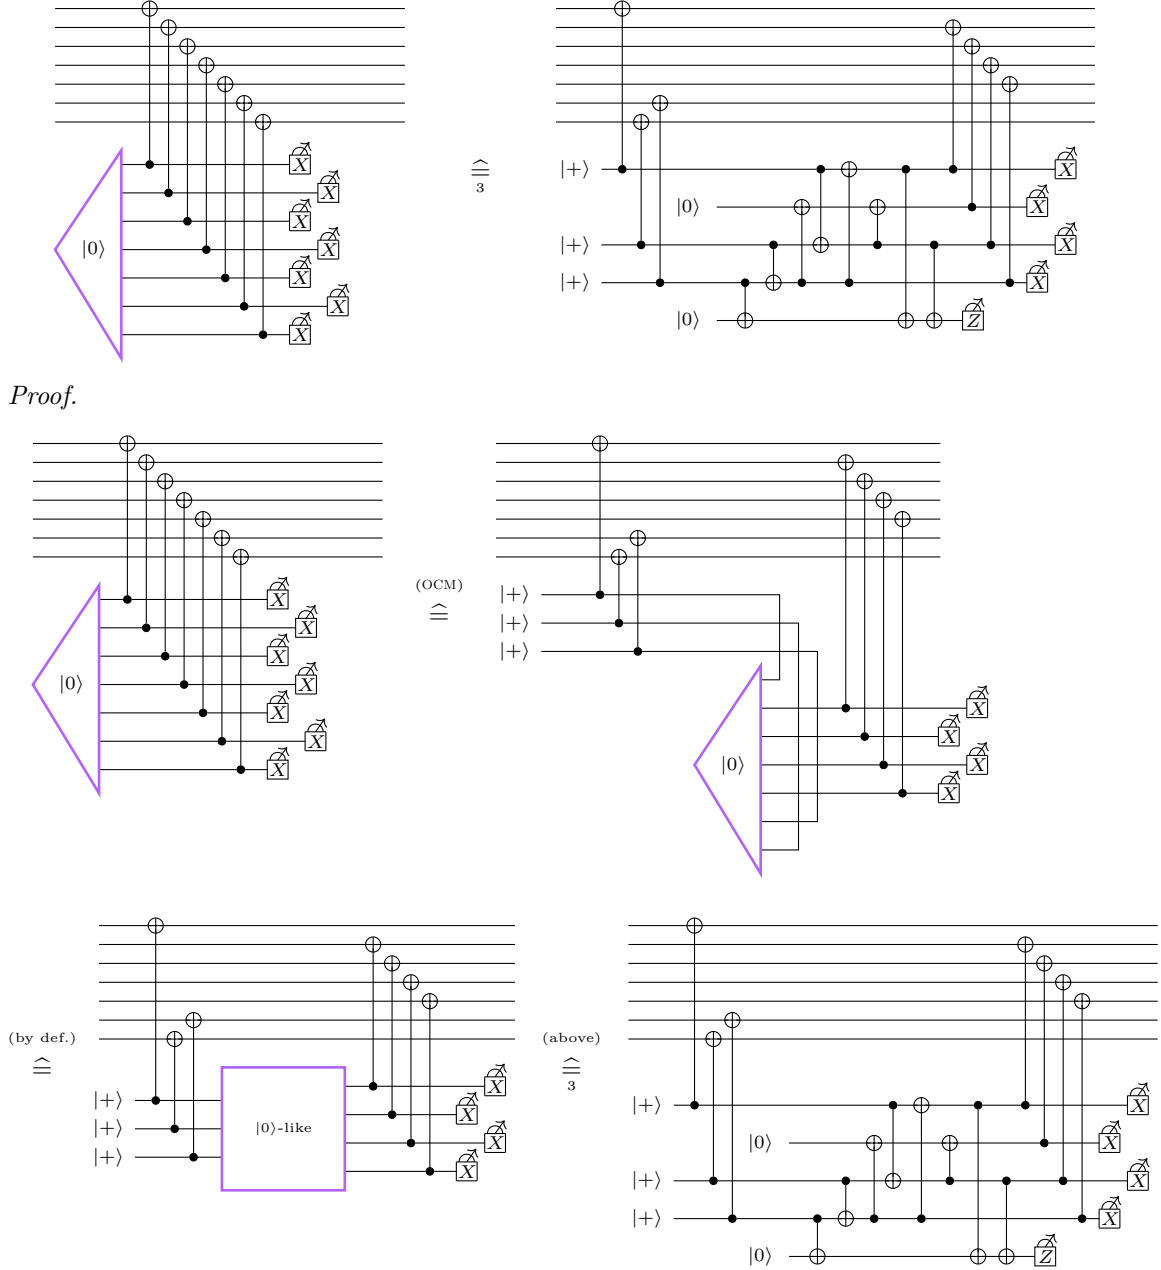 X
|+⟩ X
≙
3
X
|0⟩ X
X
|0⟩ X
|+⟩ X
X
|+⟩ X
X
|0⟩ Z
X
Proof.
X
(OCM)
≙
|+⟩
X
|+⟩
X
|+⟩
|0⟩ X
X
X
X
X
X
|0⟩ X
X
(by def.)
≙
(above)
≙
3
X
|+⟩
X
|+⟩ |0⟩-like
X
|+⟩
X
|+⟩ X
|0⟩ X
|+⟩ X
|+⟩ X
|0⟩ Z